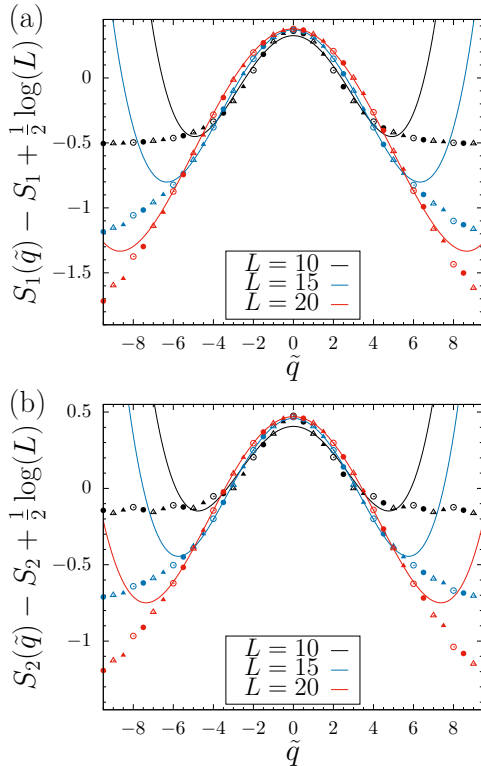 (a)
S₁(q̃) − S₁ + ½ log(L)
0
−0.5
−1
−1.5
L = 10
L = 15
L = 20
−8 −6 −4 −2 0 2 4 6 8
q̃
(b)
S₂(q̃) − S₂ + ½ log(L)
0.5
0
−0.5
−1
L = 10
L = 15
L = 20
−8 −6 −4 −2 0 2 4 6 8
q̃